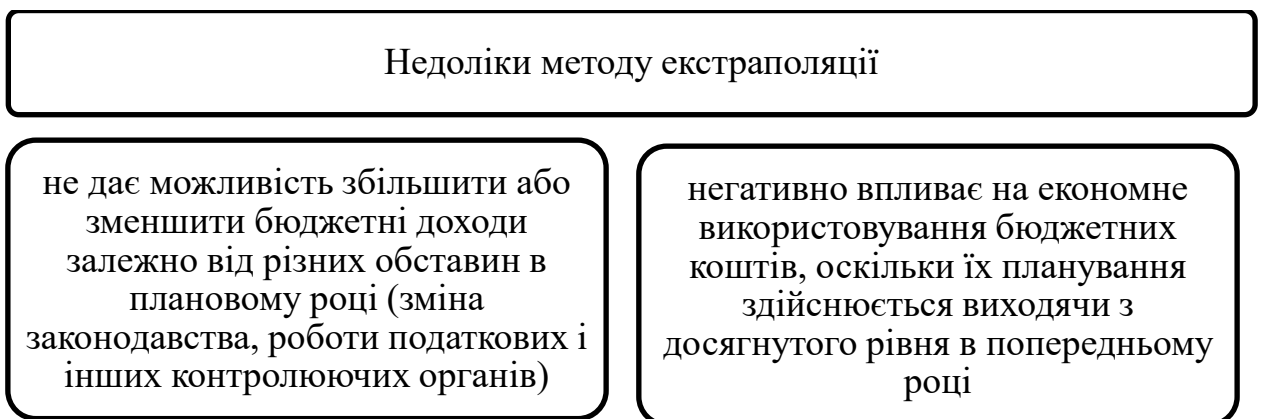 Недоліки методу екстраполяції
не дає можливість збільшити або
зменшити бюджетні доходи
залежно від різних обставин в
плановому році (зміна
законодавства, роботи податкових і
інших контролюючих органів)
негативно впливає на економне
використовування бюджетних
коштів, оскільки їх планування
здійснюється виходячи з
досягнутого рівня в попередньому
році